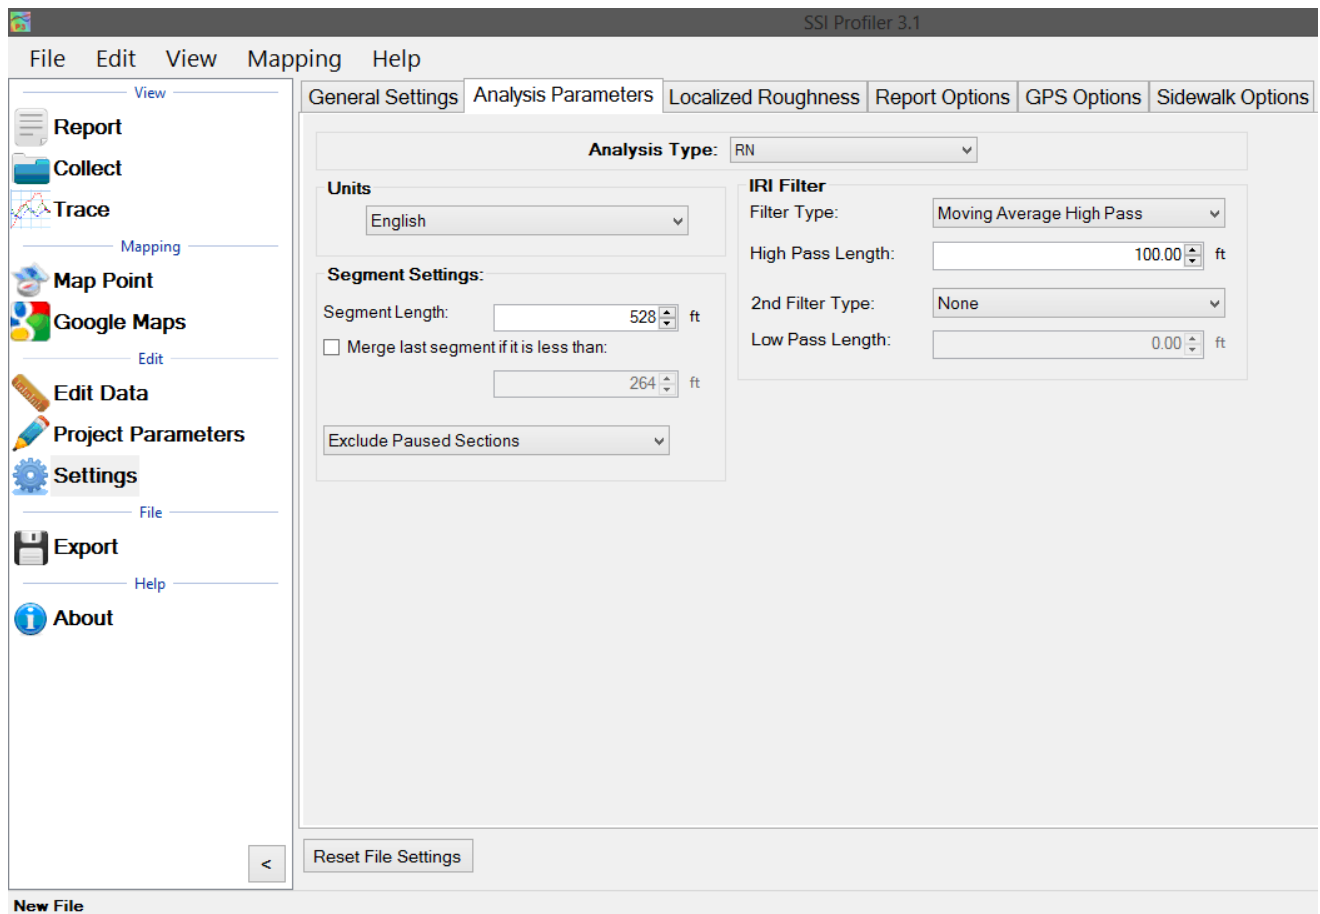 SSI Profiler 3.1
File Edit View Mapping Help
View
Report
Collect
Trace
Mapping
Map Point
Google Maps
Edit
Edit Data
Project Parameters
Settings
File
Export
Help
About
<
General Settings Analysis Parameters Localized Roughness Report Options GPS Options Sidewalk Options
Analysis Type: RN
Units
English
Segment Settings:
Segment Length: 528 ft
Merge last segment if it is less than:
264 ft
Exclude Paused Sections
IRI Filter
Filter Type: Moving Average High Pass
High Pass Length: 100.00 ft
2nd Filter Type: None
Low Pass Length: 0.00 ft
Reset File Settings
New File